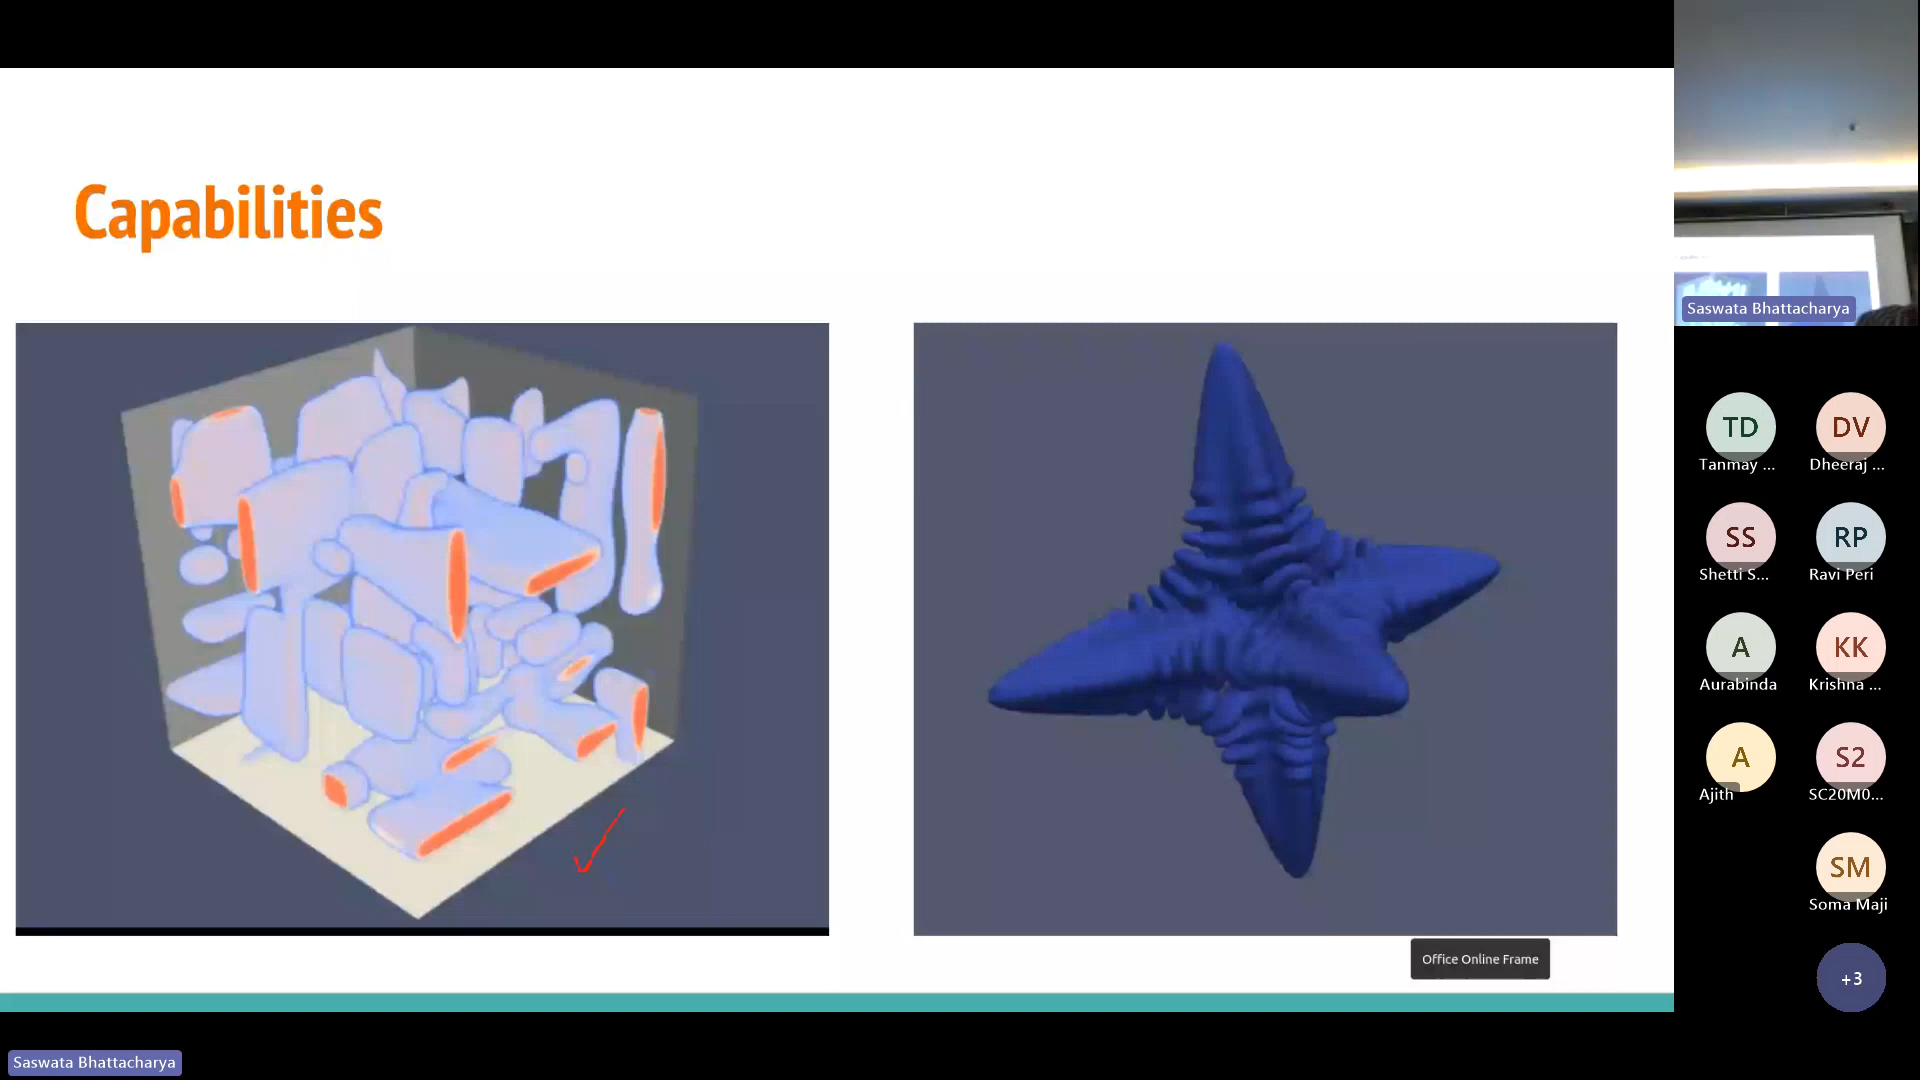 Capabilities
Office Online Frame
Saswata Bhattacharya
Saswata Bhattacharya
TD
DV
Tanmay ...
Dheeraj ...
SS
RP
Shetti S...
Ravi Peri
A
KK
Aurabinda
Krishna ...
A
S2
Ajith
SC20M0...
SM
Soma Maji
+3